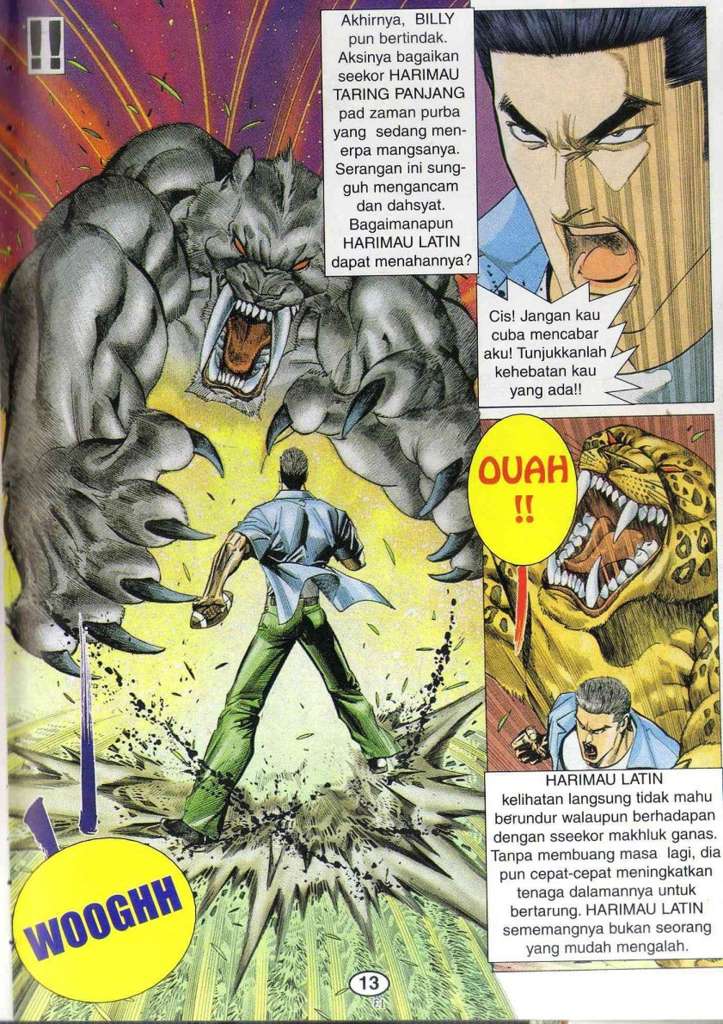 !!
Akhirnya, BILLY
pun bertindak.
Aksinya bagaikan
seekor HARIMAU
TARING PANJANG
pad zaman purba
yang sedang men-
erpa mangsanya.
Serangan ini sung-
guh mengancam
dan dahsyat.
Bagaimanapun
HARIMAU LATIN
dapat menahannya?
Cis! Jangan kau
cuba mencabar
aku! Tunjukkanlah
kehebatan kau
yang ada!!
OUAH
!!
HARIMAU LATIN
kelihatan langsung tidak mahu
berundur walaupun berhadapan
dengan sseekor makhluk ganas.
Tanpa membuang masa lagi, dia
pun cepat-cepat meningkatkan
tenaga dalamannya untuk
bertarung. HARIMAU LATIN
sememangnya bukan seorang
yang mudah mengalah.
WOOGHH
13